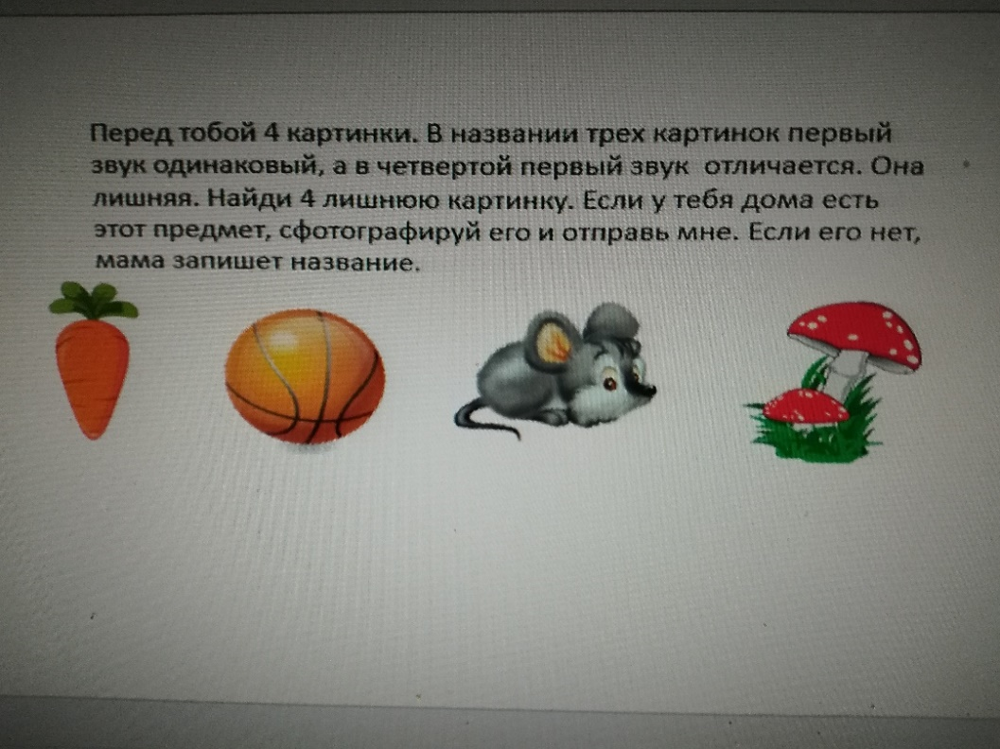 Перед тобой 4 картинки. В названии трех картинок первый
звук одинаковый, а в четвертой первый звук отличается. Она
лишняя. Найди 4 лишнюю картинку. Если у тебя дома есть
этот предмет, сфотографируй его и отправь мне. Если его нет,
мама запишет название.